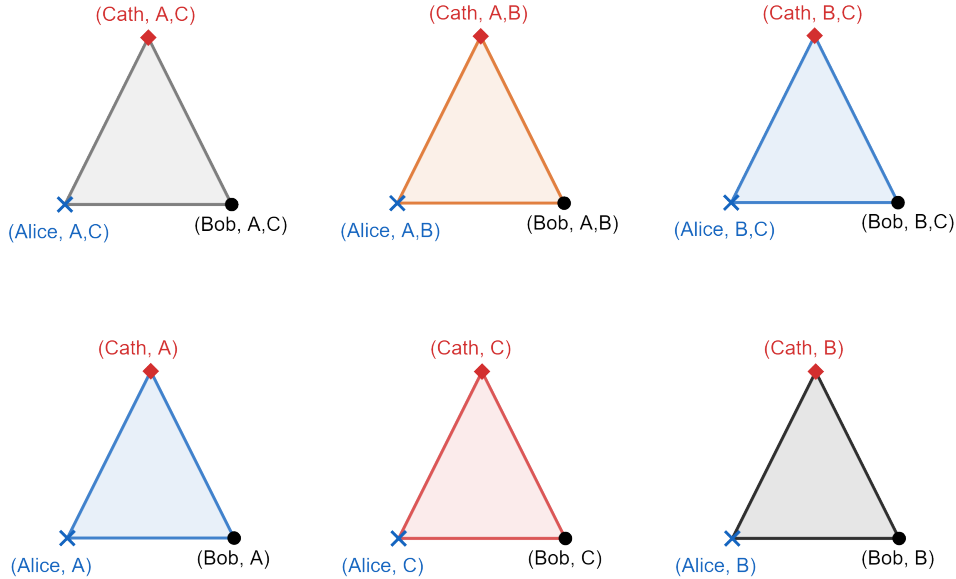 (Cath, A,C)
(Cath, A,B)
(Cath, B,C)
(Alice, A,C)
(Bob, A,C)
(Alice, A,B)
(Bob, A,B)
(Alice, B,C)
(Bob, B,C)
(Cath, A)
(Cath, C)
(Cath, B)
(Alice, A)
(Bob, A)
(Alice, C)
(Bob, C)
(Alice, B)
(Bob, B)